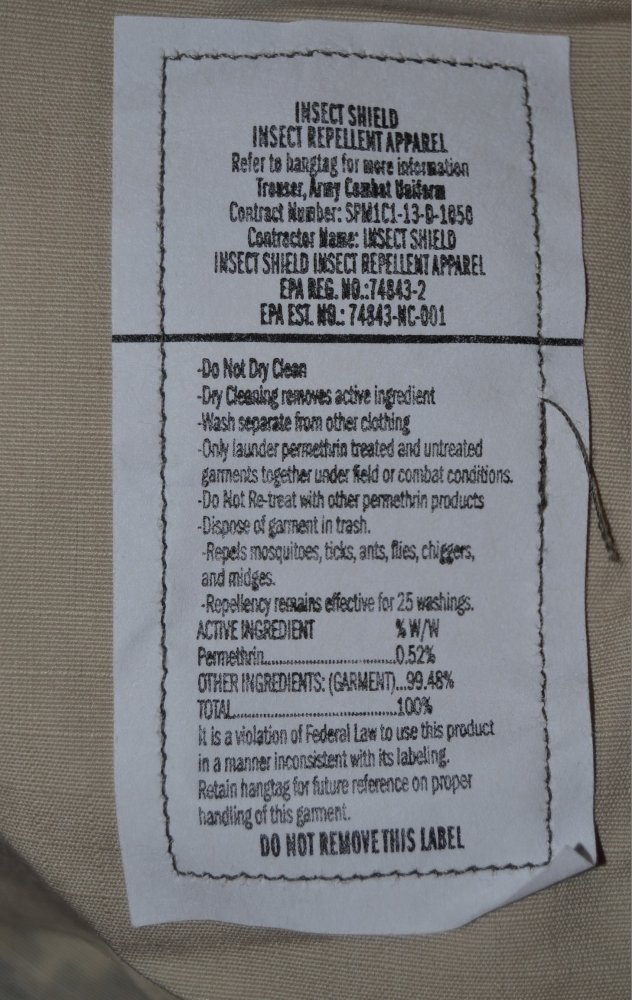 INSECT SHIELD
INSECT REPELLENT APPAREL
Refer to hangtag for more information
Trouser, Army Combat Uniform
Contract Number: SPM1C1-13-D-1050
Contractor Name: INSECT SHIELD
INSECT SHIELD INSECT REPELLENT APPAREL
EPA REG. NO.:74843-2
EPA EST. NO.: 74843-NC-001
-Do Not Dry Clean
-Dry Cleaning removes active ingredient
-Wash separate from other clothing
-Only launder permethrin treated and untreated
garments together under field or combat conditions.
-Do Not Re-treat with other permethrin products
-Dispose of garment in trash.
-Repels mosquitoes, ticks, ants, flies, chiggers,
and midges.
-Repellency remains effective for 25 washings.
ACTIVE INGREDIENT % W/W
Permethrin..............................0.52%
OTHER INGREDIENTS: (GARMENT)...99.48%
TOTAL....................................100%
It is a violation of Federal Law to use this product
in a manner inconsistent with its labeling.
Retain hangtag for future reference on proper
handling of this garment.
DO NOT REMOVE THIS LABEL